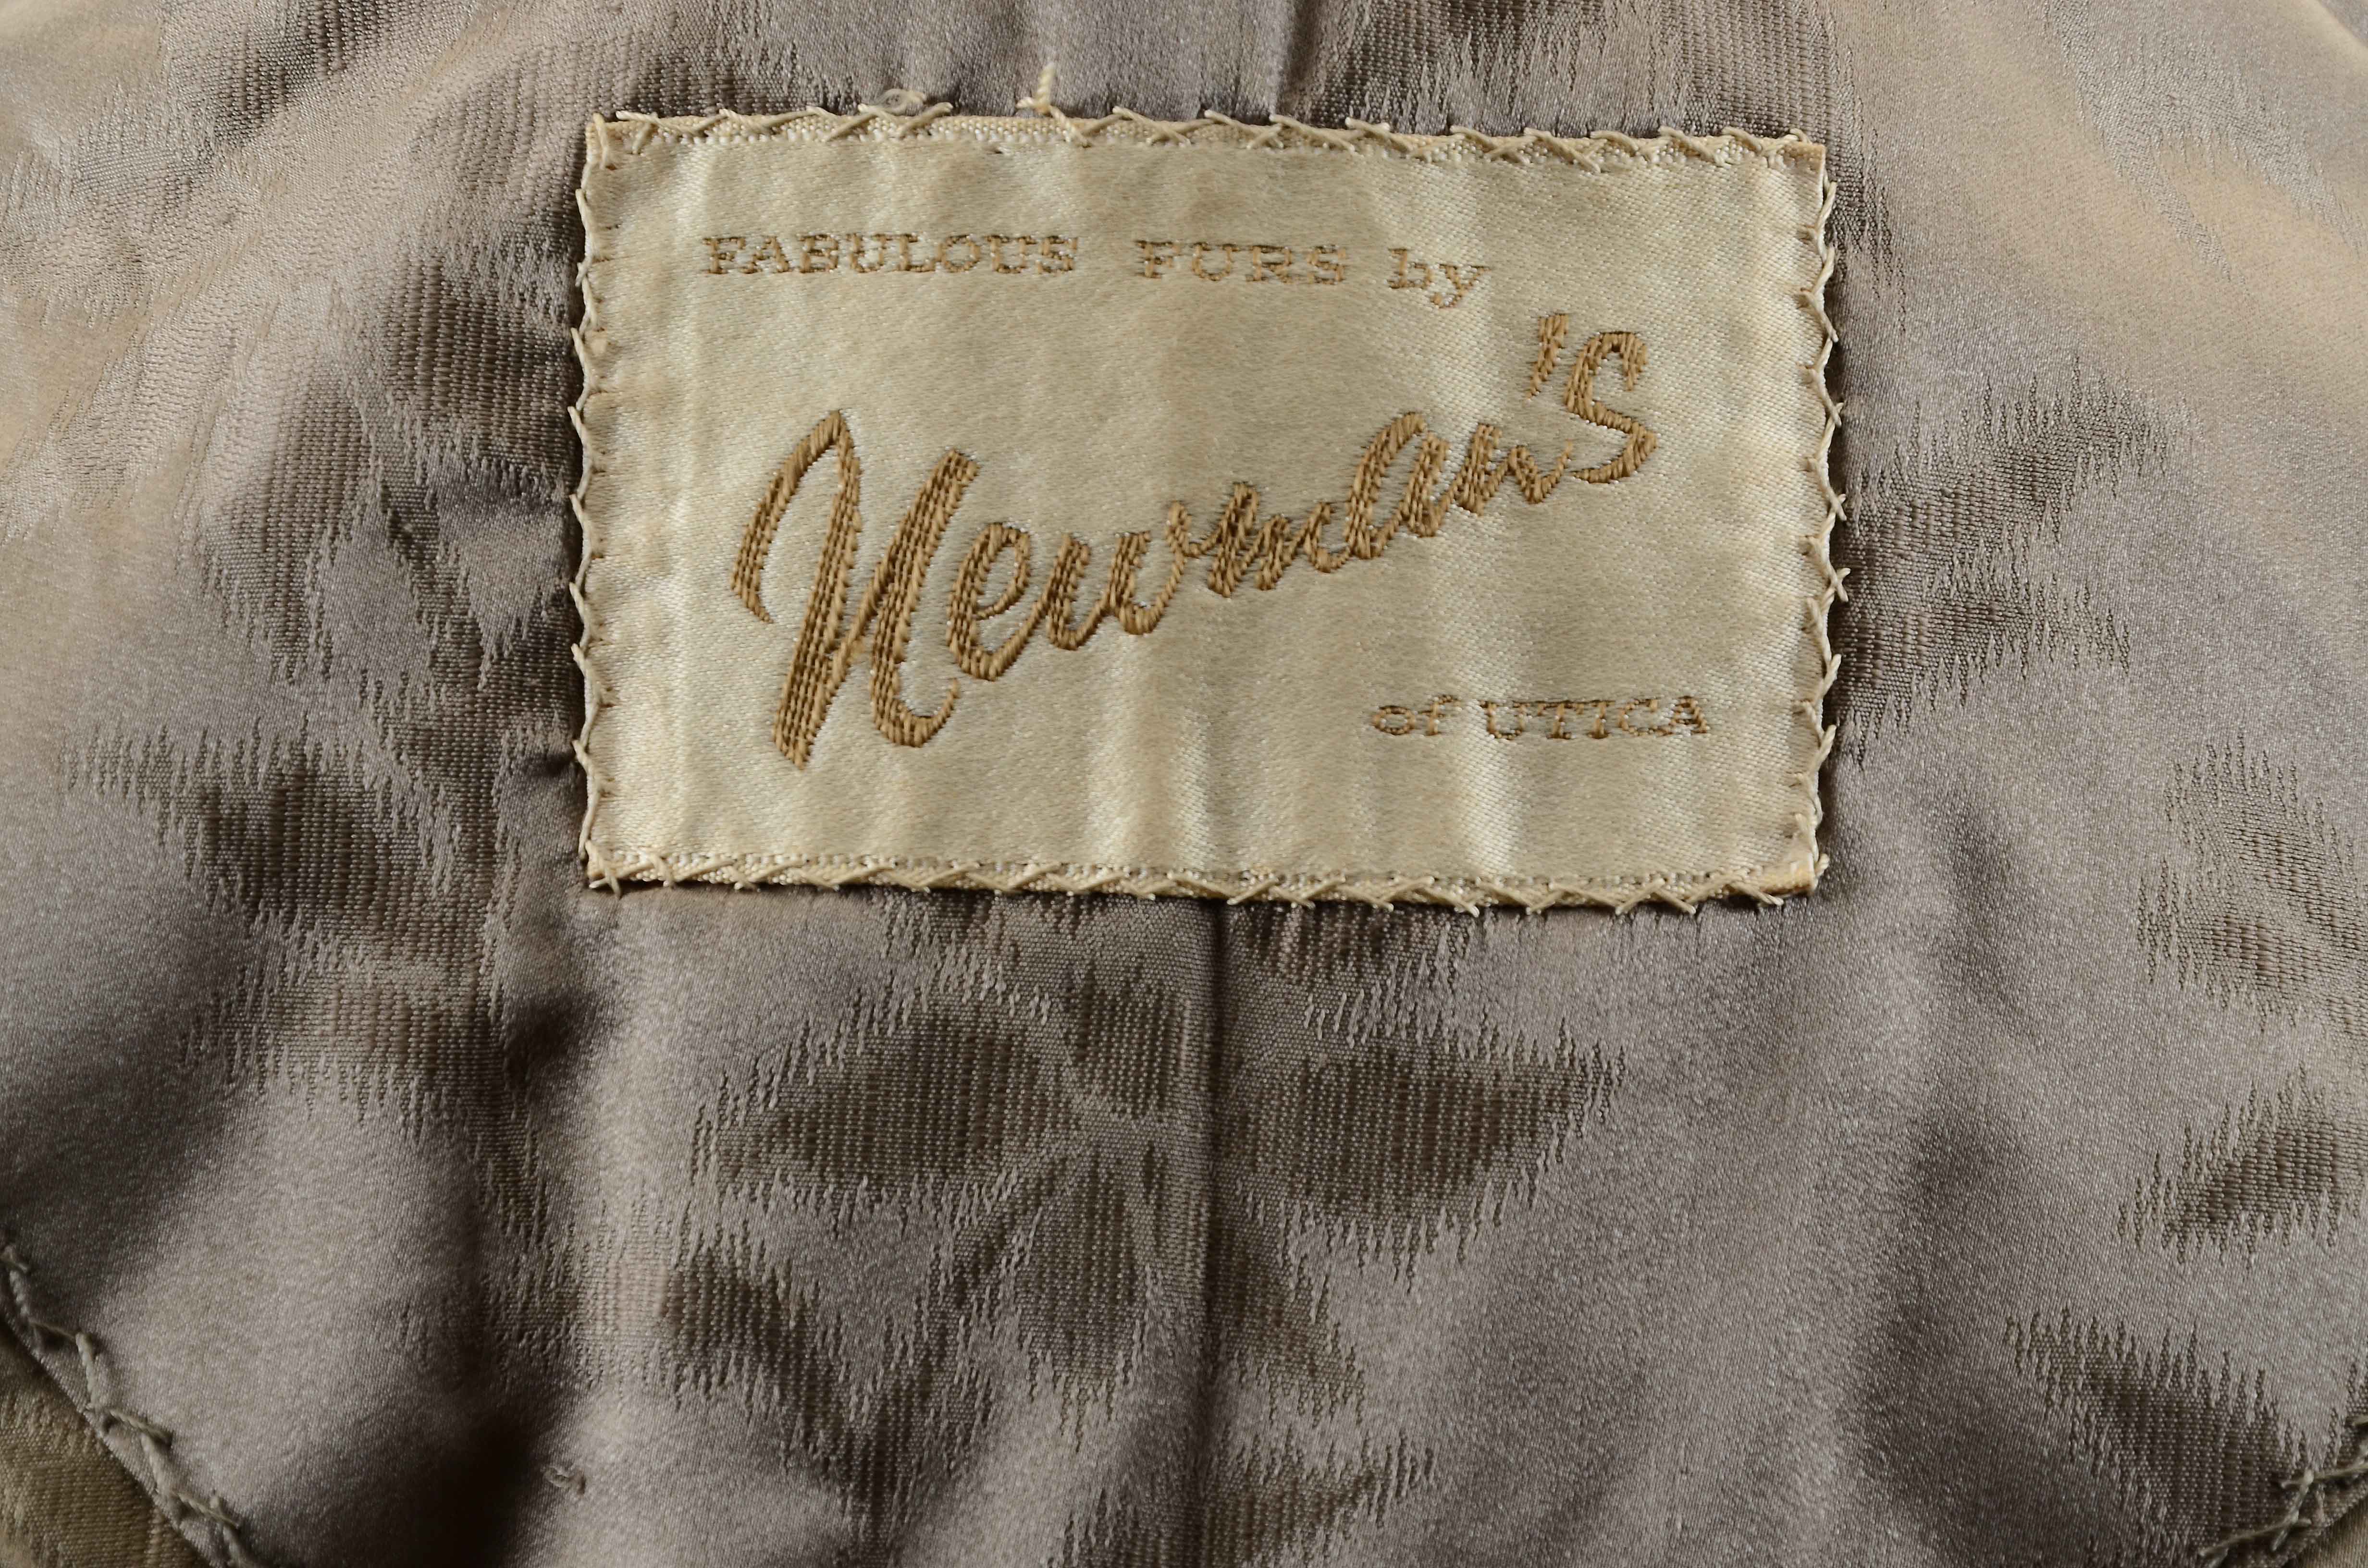 FABULOUS FURS by
Newman's
of UTICA